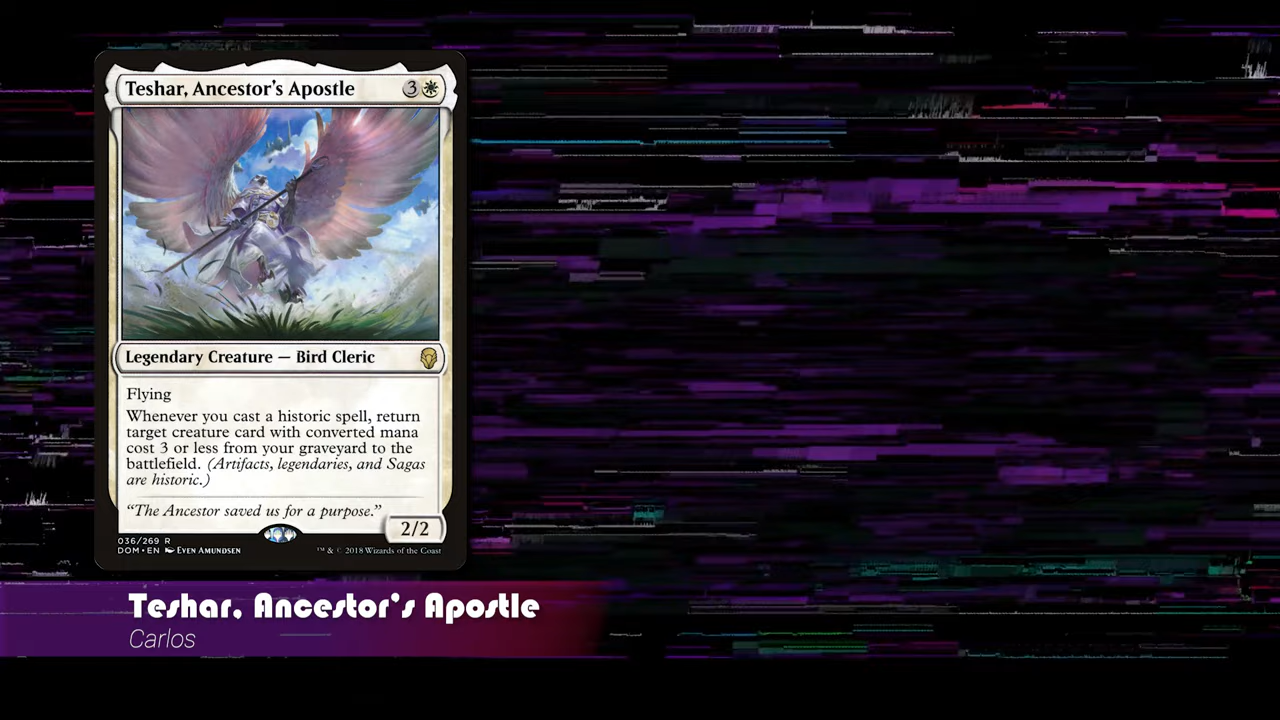 Teshar, Ancestor's Apostle 3
Legendary Creature — Bird Cleric
Flying
Whenever you cast a historic spell, return
target creature card with converted mana
cost 3 or less from your graveyard to the
battlefield. (Artifacts, legendaries, and Sagas
are historic.)
"The Ancestor saved us for a purpose."
2/2
036/269 R
DOM • EN Even Amundsen
™ & © 2018 Wizards of the Coast
Teshar, Ancestor's Apostle
Carlos